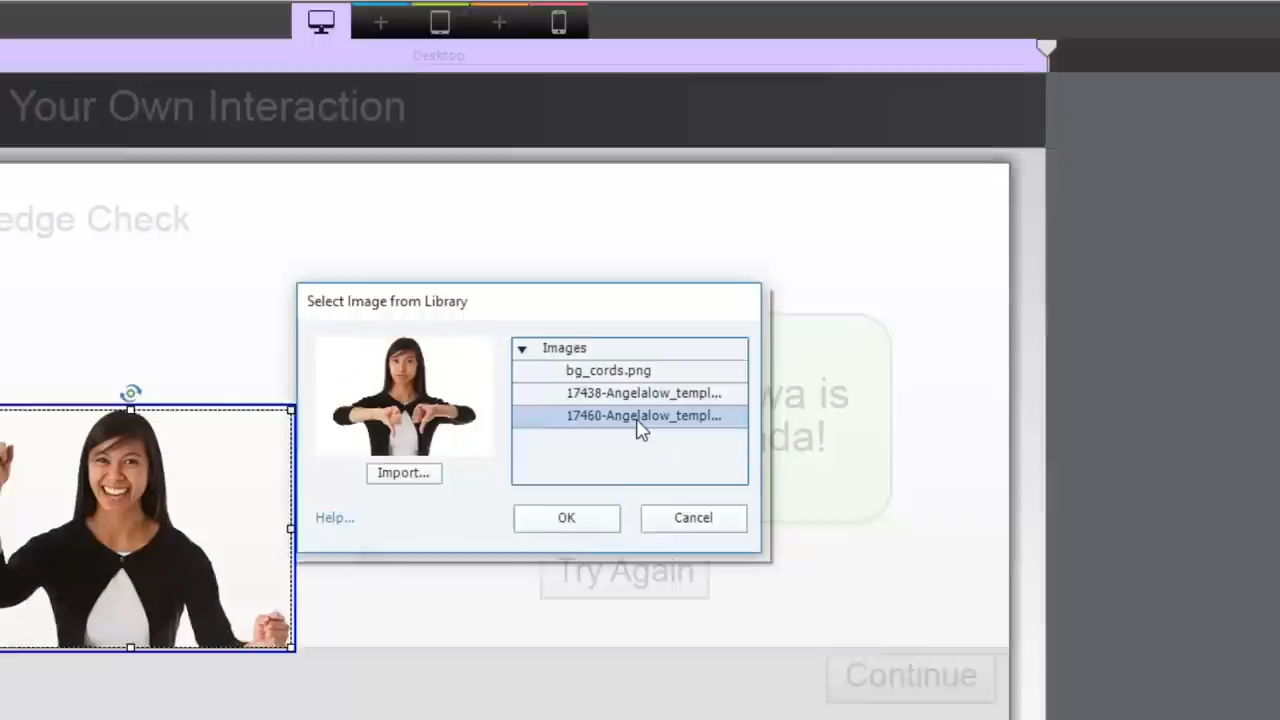 Desktop
Your Own Interaction
edge Check
Select Image from Library
Images
bg_cords.png
17438-Angelalow_templ...
17460-Angelalow_templ...
Import...
Help...
OK
Cancel
wa is
da!
Try Again
Continue